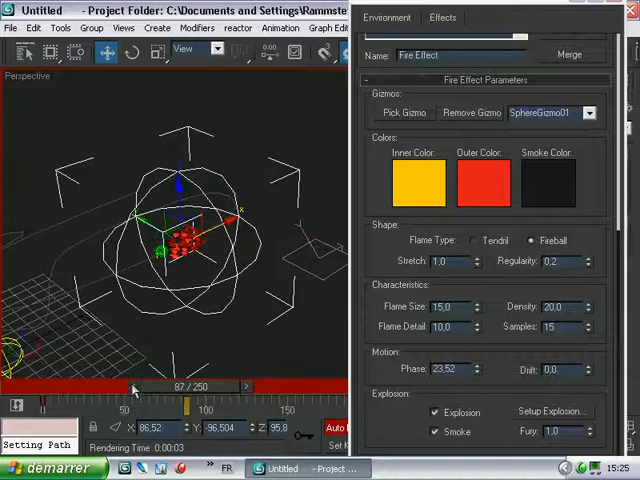 Untitled - Project Folder: C:\Documents and Settings\Rammste
File Edit Tools Group Views Create Modifiers reactor Animation Graph Edit
View
Perspective
x
87 / 250
0 50 100 150
X: 86,52 Y: -96,504 Z: 95,8
Auto
Setting Path
Rendering Time 0:00:03
Set K
Environment Effects
Name: Fire Effect Merge
- Fire Effect Parameters
Gizmos:
Pick Gizmo Remove Gizmo SphereGizmo01
Colors:
Inner Color: Outer Color: Smoke Color:
Shape:
Flame Type: Tendril Fireball
Stretch: 1,0 Regularity: 0,2
Characteristics:
Flame Size: 15,0 Density: 20,0
Flame Detail: 10,0 Samples: 15
Motion:
Phase: 23,52 Drift: 0,0
Explosion:
Explosion Setup Explosion...
Smoke Fury: 1,0
démarrer FR Untitled - Project ... 15:25